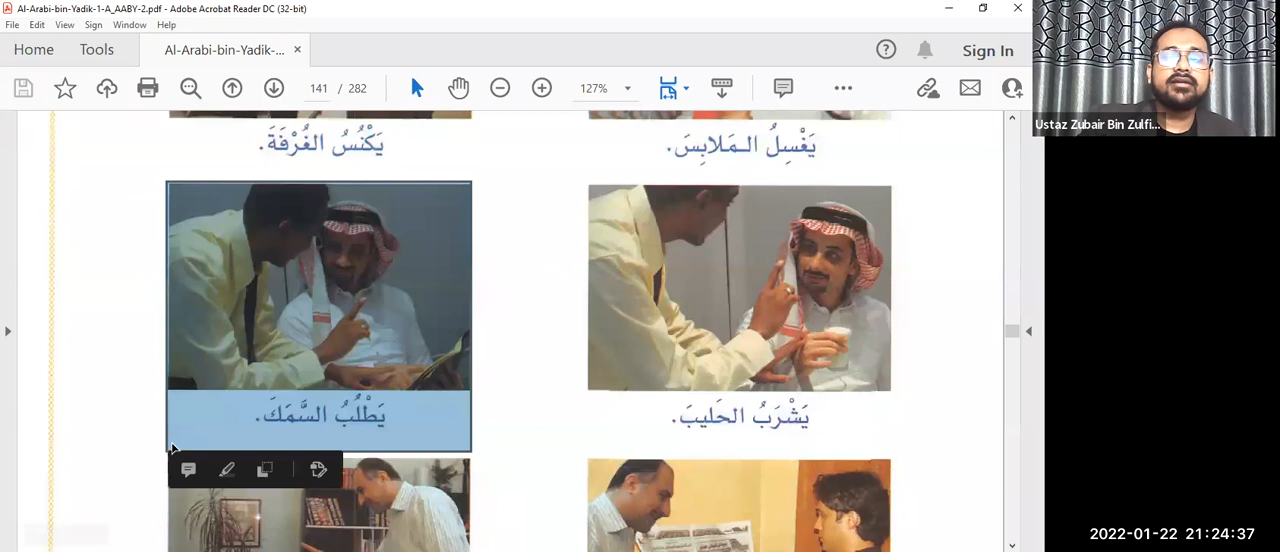 Al-Arabi-bin-Yadik-1-A_AABY-2.pdf - Adobe Acrobat Reader DC (32-bit)
File Edit View Sign Window Help
Home Tools Al-Arabi-bin-Yadik-... × Sign In
141 / 282 127%
Ustaz Zubair Bin Zulfi...
يَغْسِلُ الـمَلابِسَ.
يَكْنُسُ الغُرْفَةَ.
يَشْرَبُ الحَليبَ.
يَطْلُبُ السَّمَكَ.
2022-01-22 21:24:37